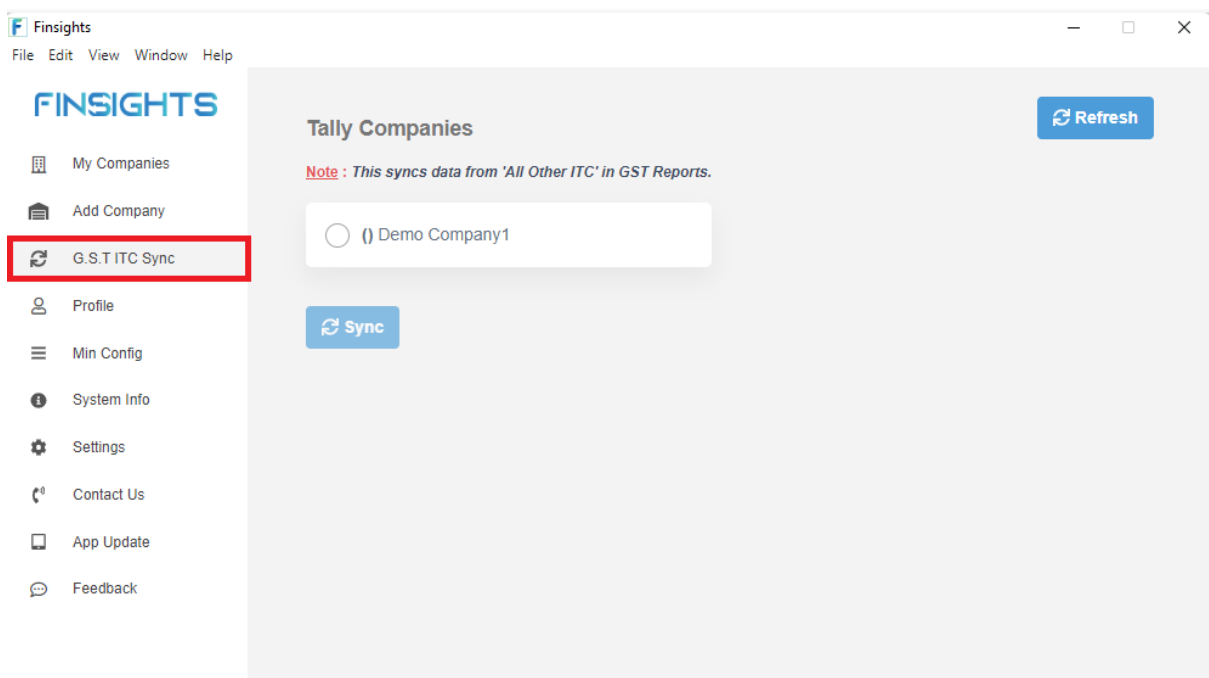 Finsights
File Edit View Window Help
FINSIGHTS
My Companies
Add Company
G.S.T ITC Sync
Profile
Min Config
System Info
Settings
Contact Us
App Update
Feedback
Tally Companies
Refresh
Note : This syncs data from 'All Other ITC' in GST Reports.
() Demo Company1
Sync